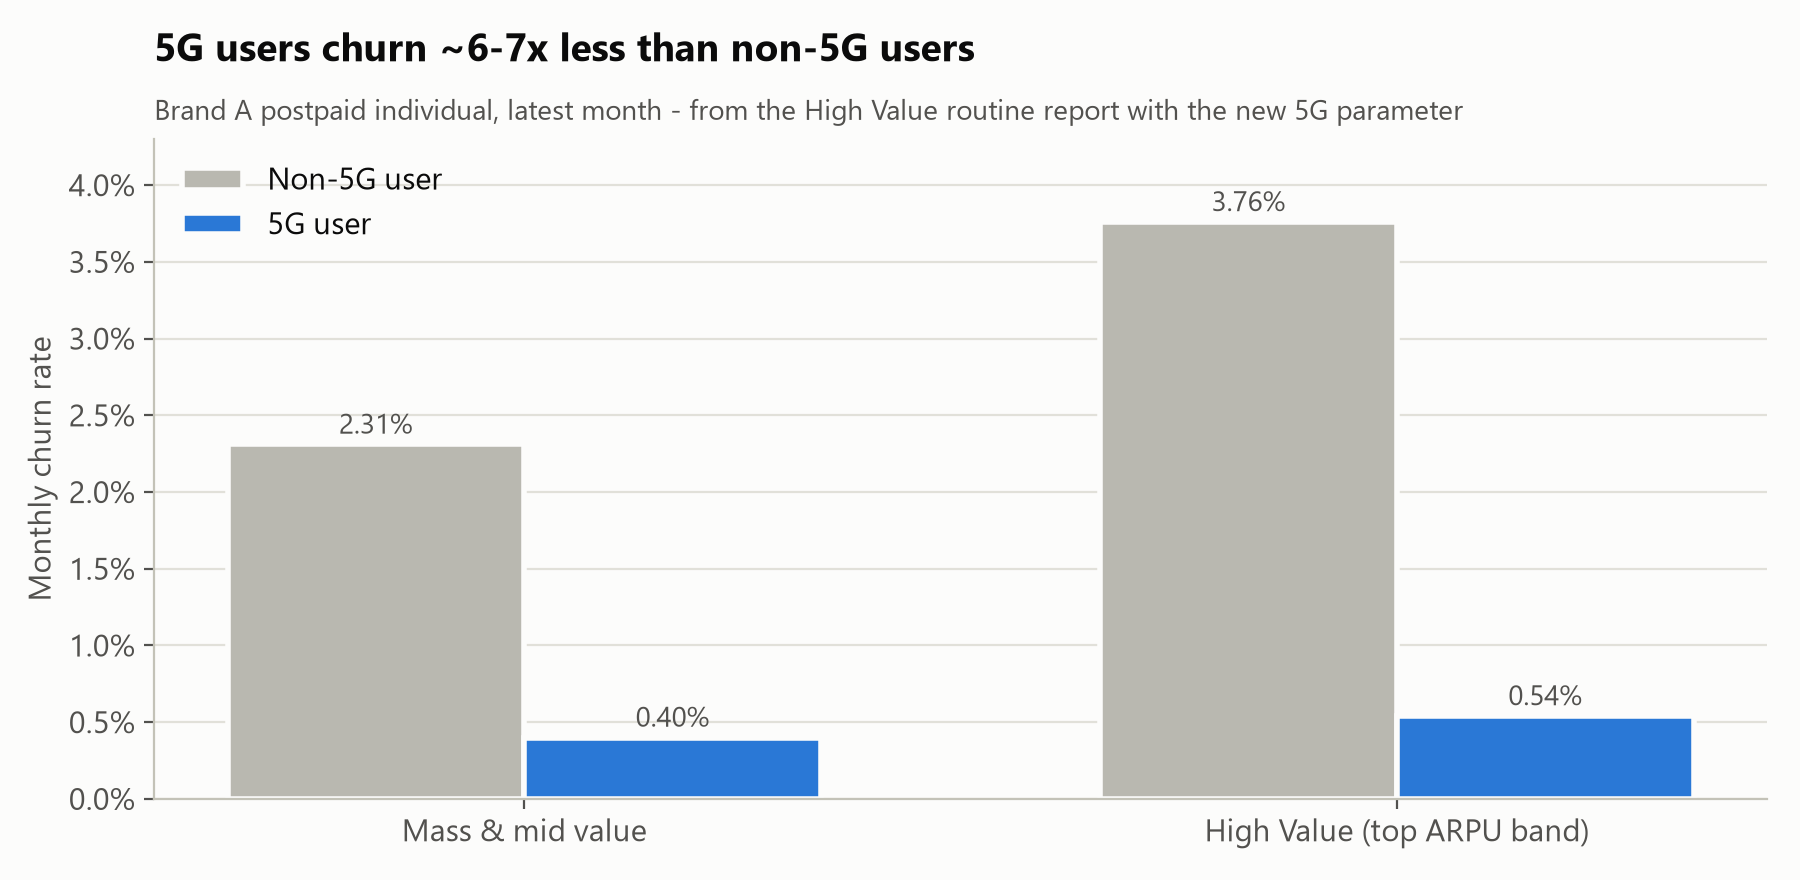 5G users churn ~6-7x less than non-5G users
Brand A postpaid individual, latest month - from the High Value routine report with the new 5G parameter
Non-5G user
5G user
Monthly churn rate
4.0%
3.5%
3.0%
2.5%
2.0%
1.5%
1.0%
0.5%
0.0%
2.31%
0.40%
3.76%
0.54%
Mass & mid value
High Value (top ARPU band)